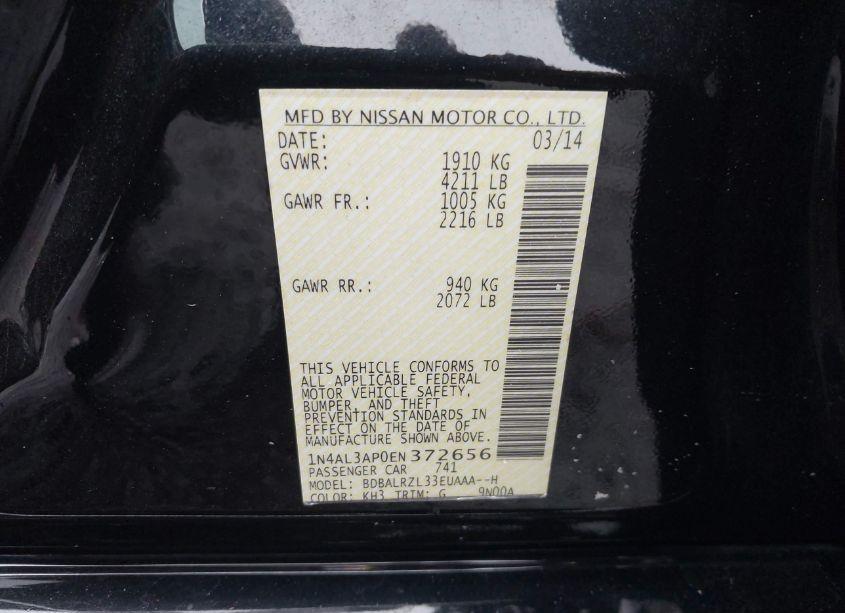 MFD BY NISSAN MOTOR CO., LTD.
DATE: 03/14
GVWR: 1910 KG
4211 LB
GAWR FR.: 1005 KG
2216 LB
GAWR RR.: 940 KG
2072 LB
THIS VEHICLE CONFORMS TO
ALL APPLICABLE FEDERAL
MOTOR VEHICLE SAFETY,
BUMPER, AND THEFT
PREVENTION STANDARDS IN
EFFECT ON THE DATE OF
MANUFACTURE SHOWN ABOVE.
1N4AL3AP0EN372656
PASSENGER CAR 741
MODEL: BDBALRZL33EUAAA--H
COLOR: KH3 TRIM: G 9N00A